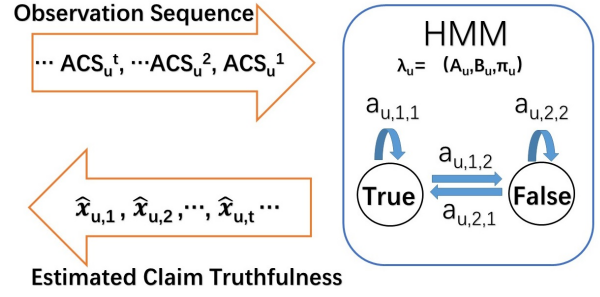 Observation Sequence
··· ACSᵤᵗ, ···ACSᵤ², ACSᵤ¹
x̂ᵤ,₁ , x̂ᵤ,₂ ,···, x̂ᵤ,ₜ ···
Estimated Claim Truthfulness
HMM
λᵤ= (Aᵤ,Bᵤ,πᵤ)
aᵤ,₁,₁
aᵤ,₂,₂
aᵤ,₁,₂
True
False
aᵤ,₂,₁